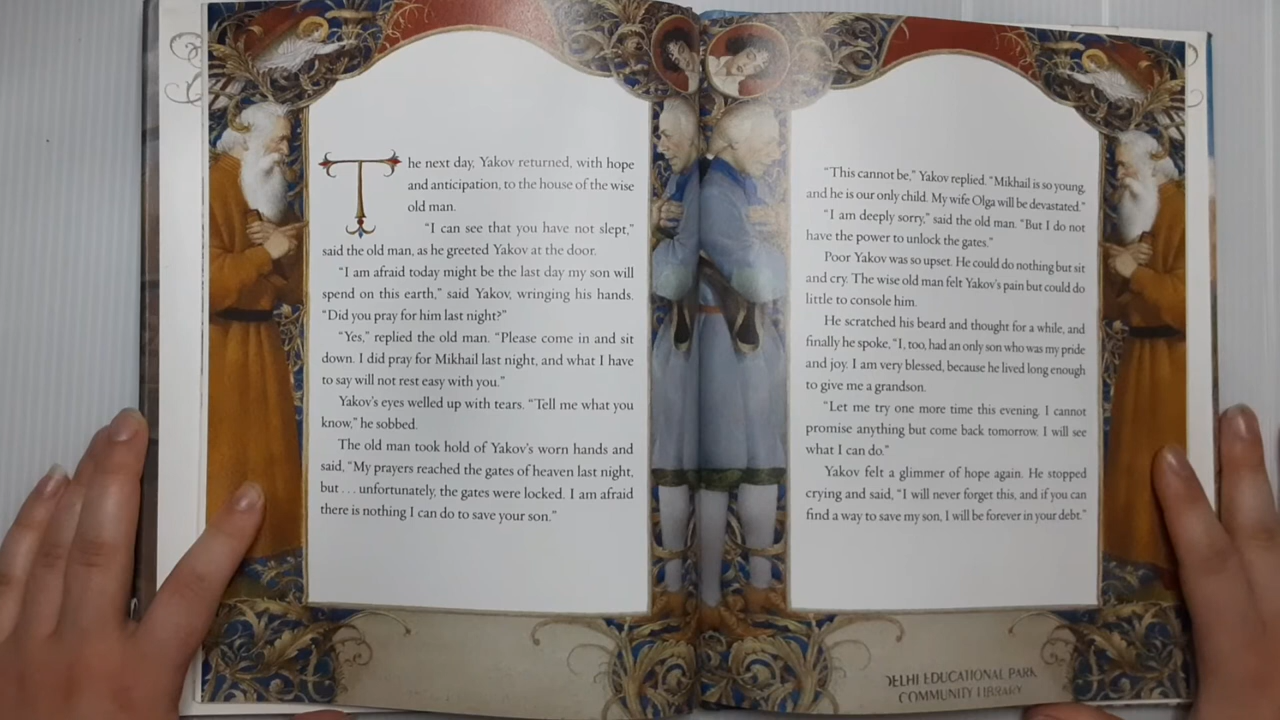 The next day, Yakov returned, with hope
and anticipation, to the house of the wise
old man.
"I can see that you have not slept,"
said the old man, as he greeted Yakov at the door.
"I am afraid today might be the last day my son will
spend on this earth," said Yakov, wringing his hands.
"Did you pray for him last night?"
"Yes," replied the old man. "Please come in and sit
down. I did pray for Mikhail last night, and what I have
to say will not rest easy with you."
Yakov's eyes welled up with tears. "Tell me what you
know," he sobbed.
The old man took hold of Yakov's worn hands and
said, "My prayers reached the gates of heaven last night,
but . . . unfortunately, the gates were locked. I am afraid
there is nothing I can do to save your son."
"This cannot be," Yakov replied. "Mikhail is so young,
and he is our only child. My wife Olga will be devastated."
"I am deeply sorry," said the old man. "But I do not
have the power to unlock the gates."
Poor Yakov was so upset. He could do nothing but sit
and cry. The wise old man felt Yakov's pain but could do
little to console him.
He scratched his beard and thought for a while, and
finally he spoke, "I, too, had an only son who was my pride
and joy. I am very blessed, because he lived long enough
to give me a grandson.
"Let me try one more time this evening. I cannot
promise anything but come back tomorrow. I will see
what I can do."
Yakov felt a glimmer of hope again. He stopped
crying and said, "I will never forget this, and if you can
find a way to save my son, I will be forever in your debt."
DELHI EDUCATIONAL PARK
COMMUNITY LIBRARY